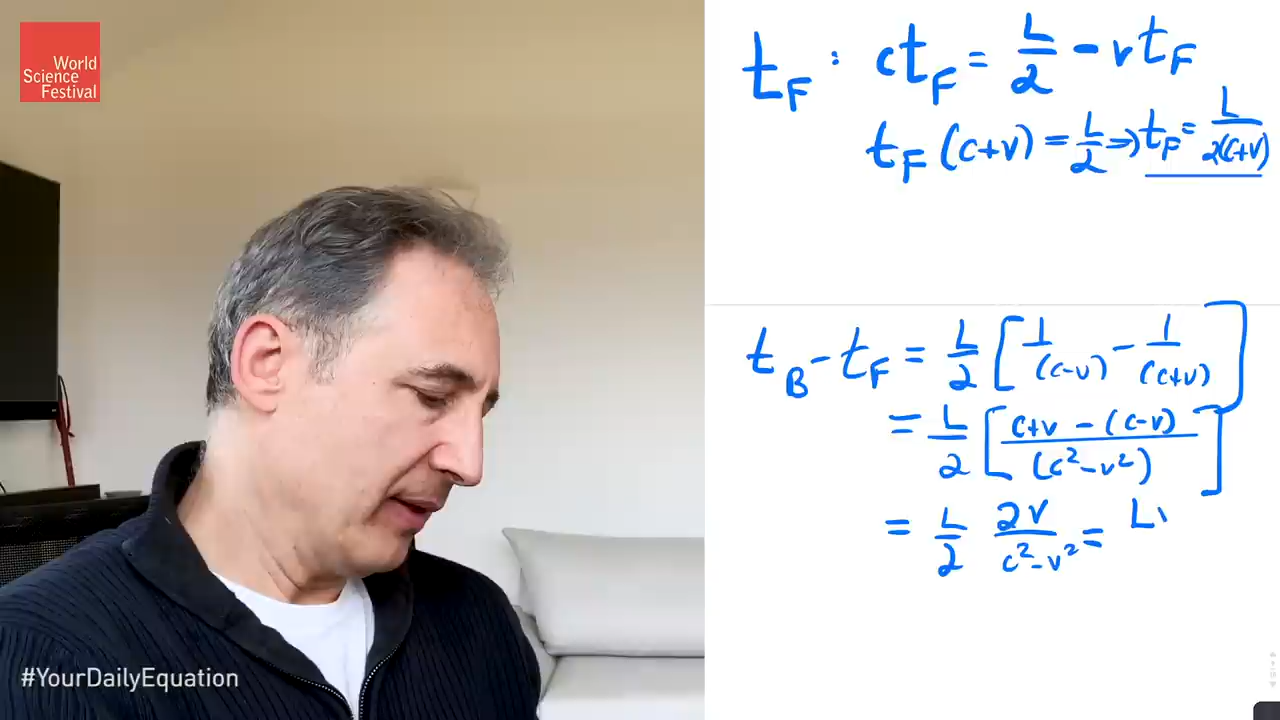 World
Science
Festival
t_F : ct_F = L/2 - vt_F
t_F (c+v) = L/2 => t_F = L/2(c+v)
t_B - t_F = L/2 [ 1/(c-v) - 1/(c+v) ]
= L/2 [ c+v - (c-v) / (c²-v²) ]
= L/2 2v/c²-v² = L
#YourDailyEquation